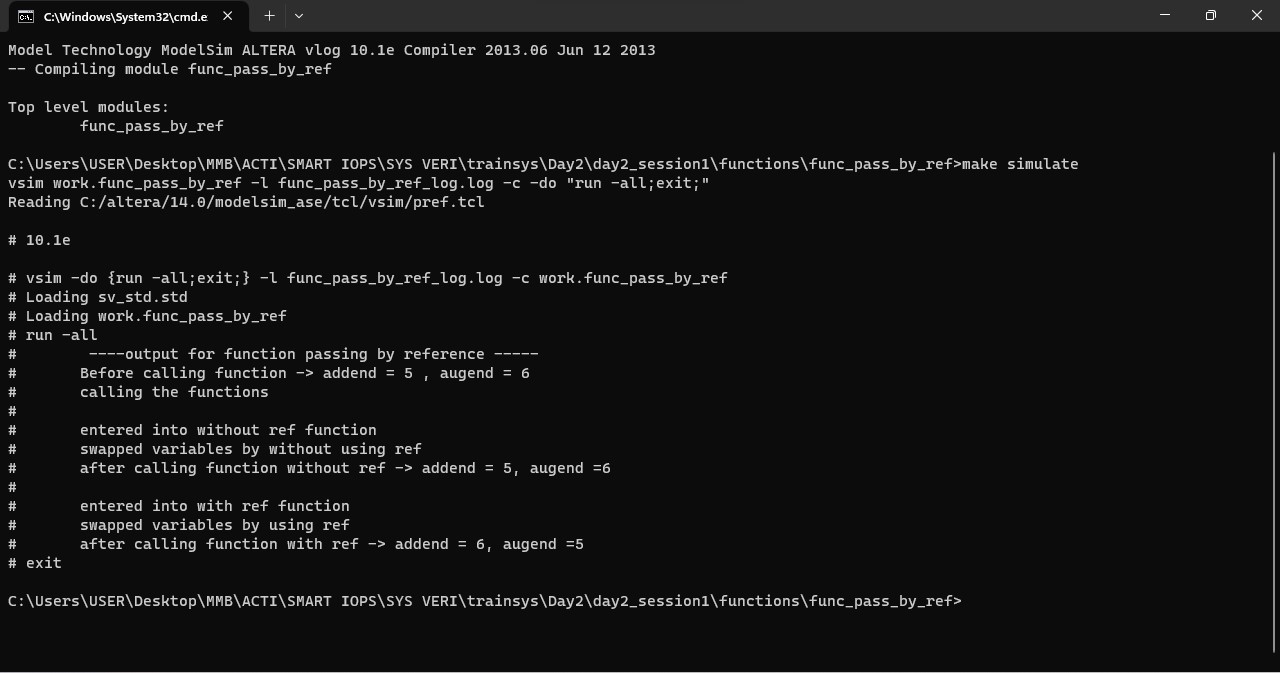 C:\Windows\System32\cmd.e
Model Technology ModelSim ALTERA vlog 10.1e Compiler 2013.06 Jun 12 2013
-- Compiling module func_pass_by_ref
Top level modules:
func_pass_by_ref
C:\Users\USER\Desktop\MMB\ACTI\SMART IOPS\SYS VERI\trainsys\Day2\day2_session1\functions\func_pass_by_ref>make simulate
vsim work.func_pass_by_ref -l func_pass_by_ref_log.log -c -do "run -all;exit;"
Reading C:/altera/14.0/modelsim_ase/tcl/vsim/pref.tcl
# 10.1e
# vsim -do {run -all;exit;} -l func_pass_by_ref_log.log -c work.func_pass_by_ref
# Loading sv_std.std
# Loading work.func_pass_by_ref
# run -all
#        ----output for function passing by reference -----
#       Before calling function -> addend = 5 , augend = 6
#       calling the functions
#
#       entered into without ref function
#       swapped variables by without using ref
#       after calling function without ref -> addend = 5, augend =6
#
#       entered into with ref function
#       swapped variables by using ref
#       after calling function with ref -> addend = 6, augend =5
# exit
C:\Users\USER\Desktop\MMB\ACTI\SMART IOPS\SYS VERI\trainsys\Day2\day2_session1\functions\func_pass_by_ref>